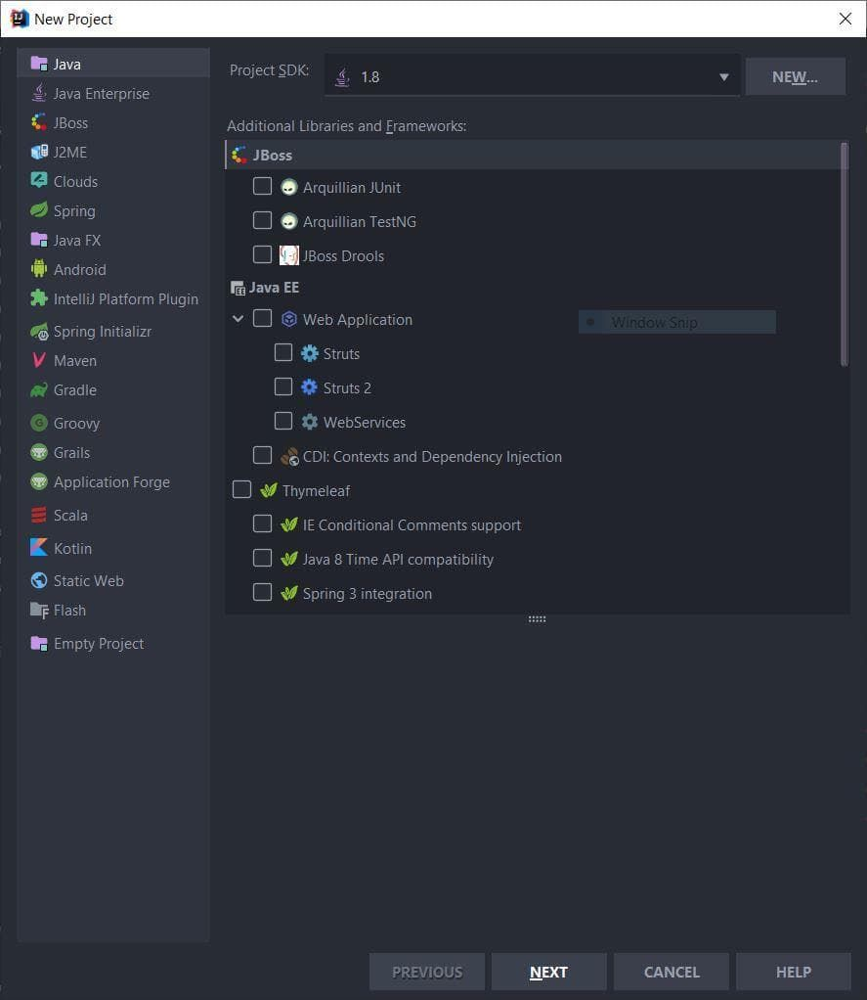 New Project
Java
Java Enterprise
JBoss
J2ME
Clouds
Spring
Java FX
Android
IntelliJ Platform Plugin
Spring Initializr
Maven
Gradle
Groovy
Grails
Application Forge
Scala
Kotlin
Static Web
Flash
Empty Project
Project SDK:
1.8
NEW...
Additional Libraries and Frameworks:
JBoss
Arquillian JUnit
Arquillian TestNG
JBoss Drools
Java EE
Web Application
Window Snip
Struts
Struts 2
WebServices
CDI: Contexts and Dependency Injection
Thymeleaf
IE Conditional Comments support
Java 8 Time API compatibility
Spring 3 integration
PREVIOUS
NEXT
CANCEL
HELP